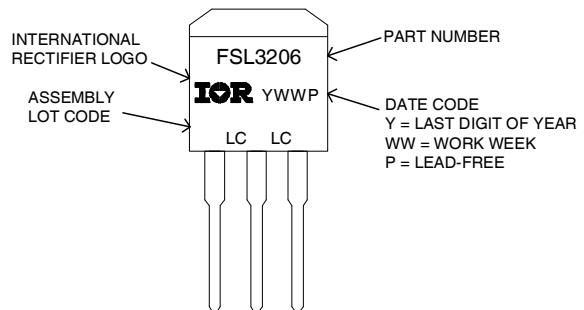 INTERNATIONAL
RECTIFIER LOGO
ASSEMBLY
LOT CODE
FSL3206
IOR YWWP
LC LC
PART NUMBER
DATE CODE
Y = LAST DIGIT OF YEAR
WW = WORK WEEK
P = LEAD-FREE